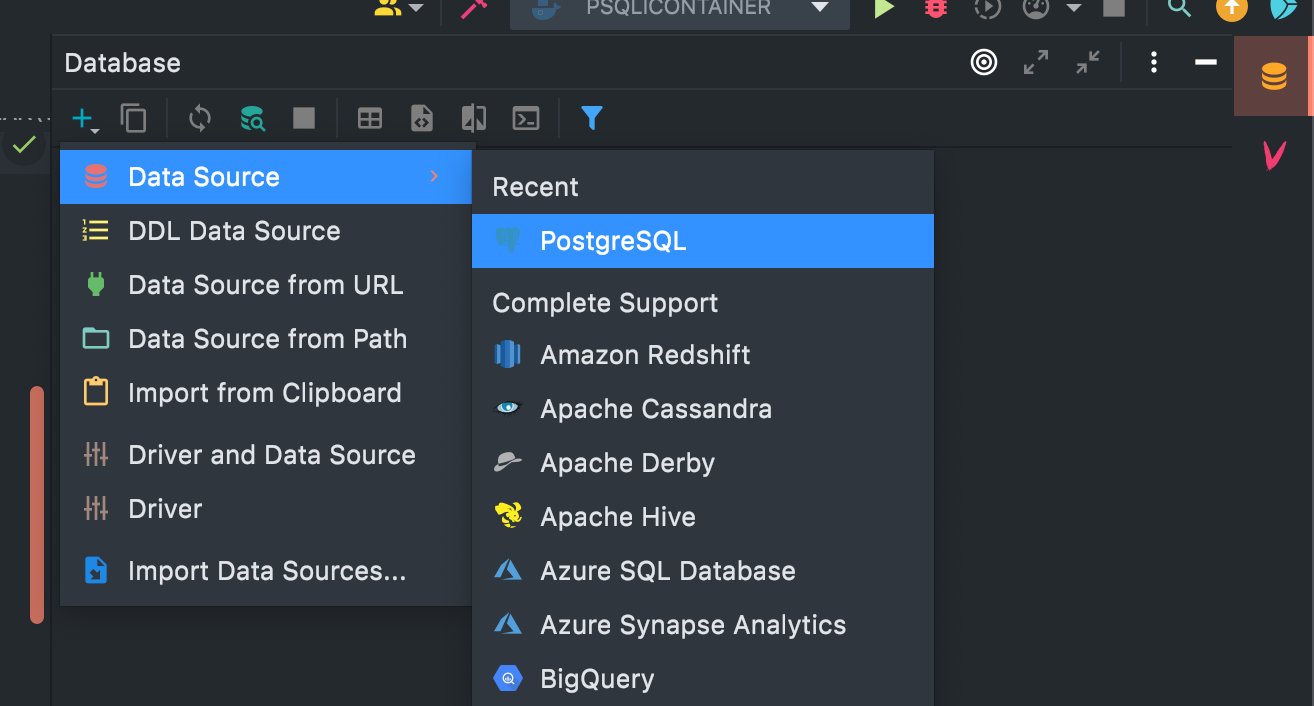 PSQLICONTAINER
Database
Data Source
DDL Data Source
Data Source from URL
Data Source from Path
Import from Clipboard
Driver and Data Source
Driver
Import Data Sources...
Recent
PostgreSQL
Complete Support
Amazon Redshift
Apache Cassandra
Apache Derby
Apache Hive
Azure SQL Database
Azure Synapse Analytics
BigQuery